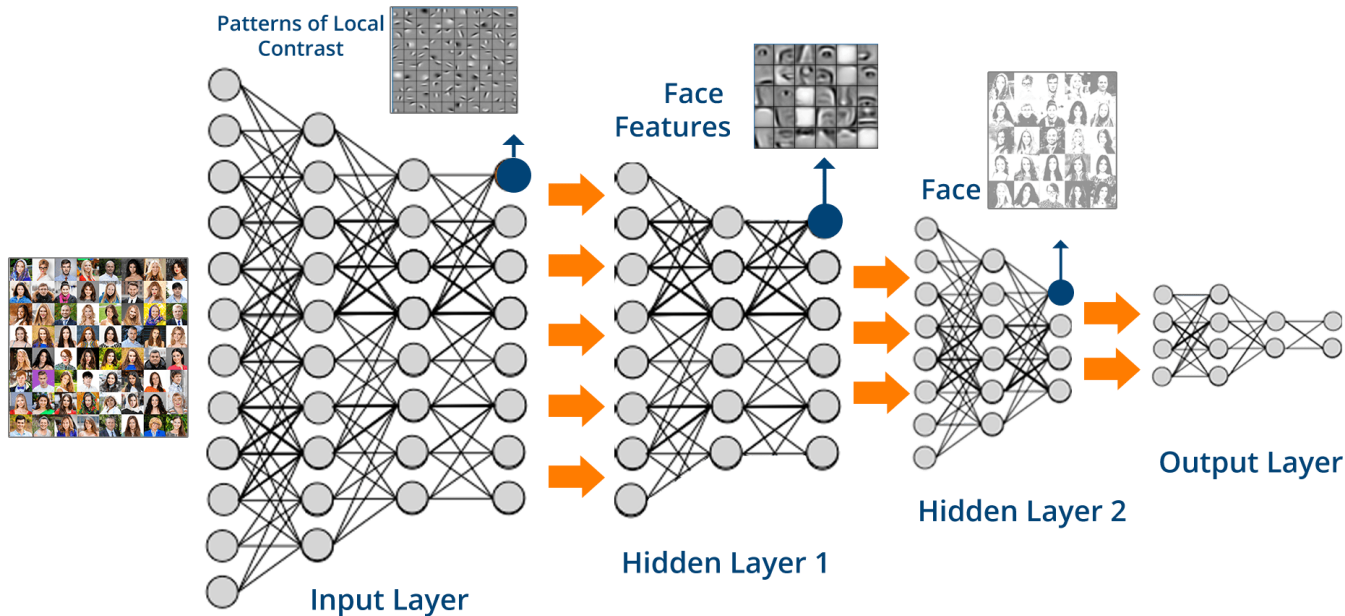 Patterns of Local
Contrast
Face
Features
Face
Input Layer
Hidden Layer 1
Hidden Layer 2
Output Layer